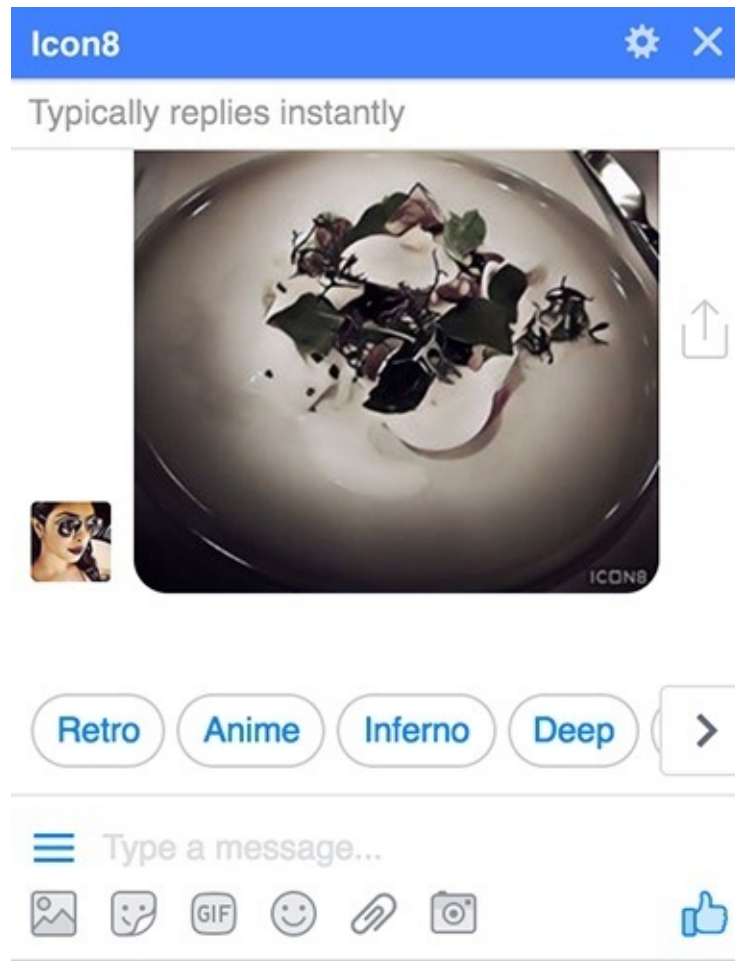 Icon8
Typically replies instantly
ICON8
Retro Anime Inferno Deep
Type a message...
GIF